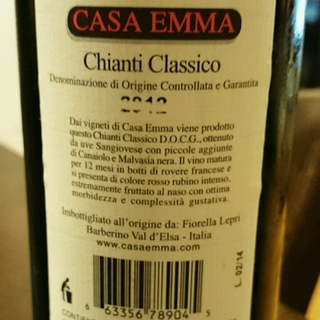 CASA EMMA
Chianti Classico
Denominazione di Origine Controllata e Garantita
2012
Dai vigneti di Casa Emma viene prodotto
questo Chianti Classico D.O.C.G., ottenuto
da uve Sangiovese con piccole aggiunte
di Canaiolo e Malvasia nera. Il vino matura
per 12 mesi in botti di rovere francese e
si presenta di colore rosso rubino intenso,
estremamente fruttato al naso con ottima
morbidezza e complessità gustativa.
Imbottigliato all'origine da: Fiorella Lepri
Barberino Val d'Elsa - Italia
www.casaemma.com
L. 02/14
6 63356 78904 5